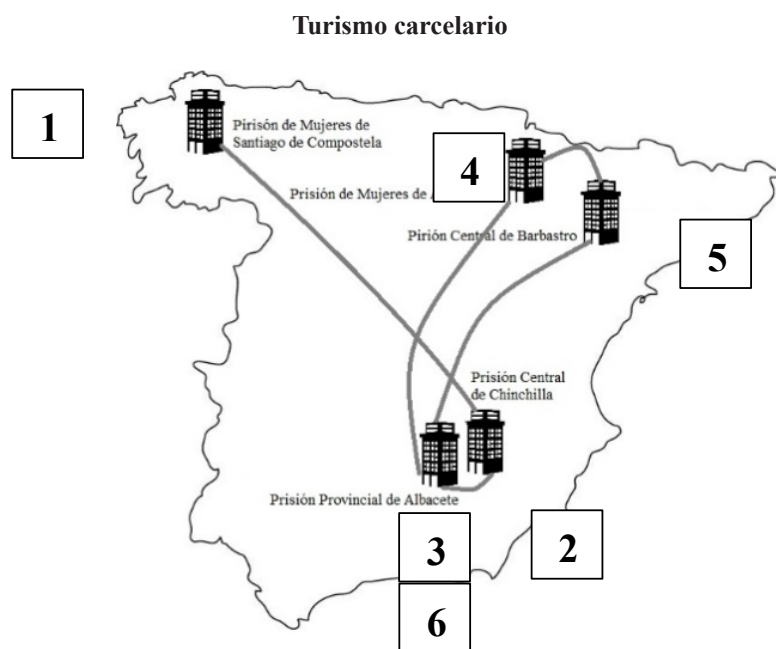 Turismo carcelario
1
Pirisón de Mujeres de
Santiago de Compostela
4
Prisión de Mujeres de
Pirión Central de Barbastro
5
Prisión Central
de Chinchilla
Prisión Provincial de Albacete
3
2
6